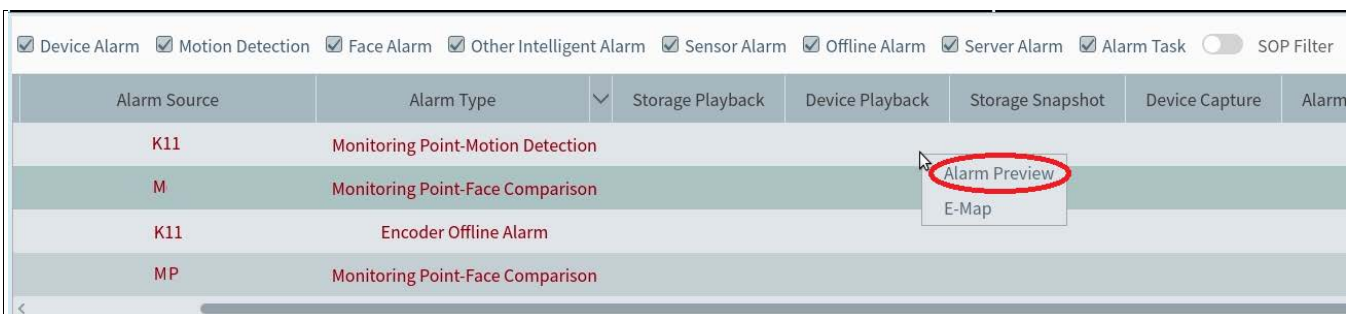 Device Alarm Motion Detection Face Alarm Other Intelligent Alarm Sensor Alarm Offline Alarm Server Alarm Alarm Task SOP Filter
Alarm Source Alarm Type Storage Playback Device Playback Storage Snapshot Device Capture Alarm
K11 Monitoring Point-Motion Detection
Alarm Preview
M Monitoring Point-Face Comparison
E-Map
K11 Encoder Offline Alarm
MP Monitoring Point-Face Comparison